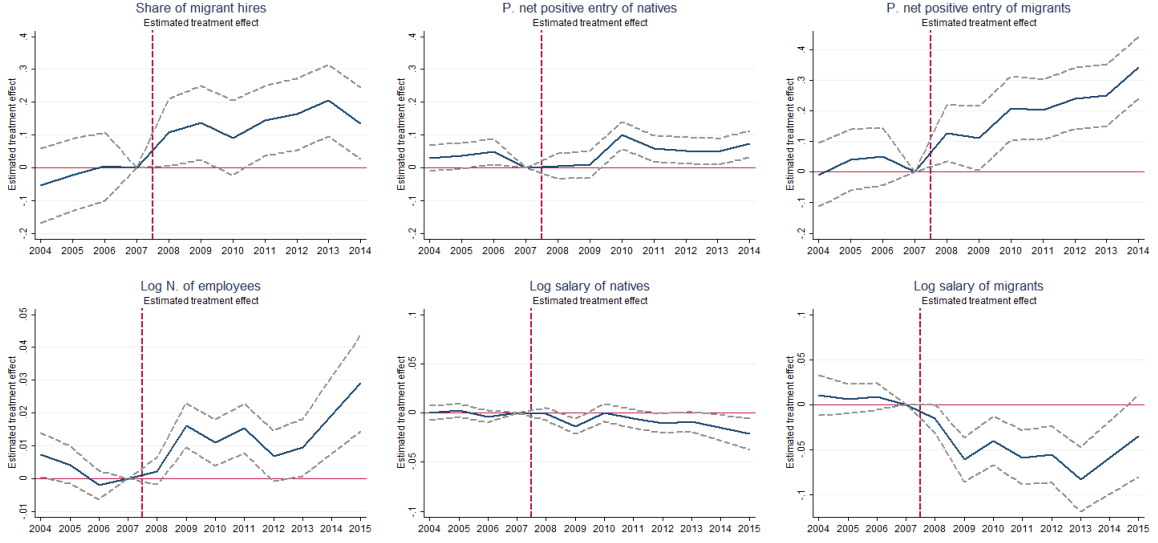 Share of migrant hires
Estimated treatment effect
Estimated treatment effect
.4
.3
.2
.1
0
-.1
-.2
2004 2005 2006 2007 2008 2009 2010 2011 2012 2013 2014
P. net positive entry of natives
Estimated treatment effect
Estimated treatment effect
.4
.3
.2
.1
0
-.1
-.2
2004 2005 2006 2007 2008 2009 2010 2011 2012 2013 2014
P. net positive entry of migrants
Estimated treatment effect
Estimated treatment effect
.4
.3
.2
.1
0
-.1
-.2
2004 2005 2006 2007 2008 2009 2010 2011 2012 2013 2014
Log N. of employees
Estimated treatment effect
Estimated treatment effect
.05
.04
.03
.02
.01
0
-.01
2004 2005 2006 2007 2008 2009 2010 2011 2012 2013 2014 2015
Log salary of natives
Estimated treatment effect
Estimated treatment effect
.1
.05
0
-.05
-.1
2004 2005 2006 2007 2008 2009 2010 2011 2012 2013 2014 2015
Log salary of migrants
Estimated treatment effect
Estimated treatment effect
.1
.05
0
-.05
-.1
2004 2005 2006 2007 2008 2009 2010 2011 2012 2013 2014 2015